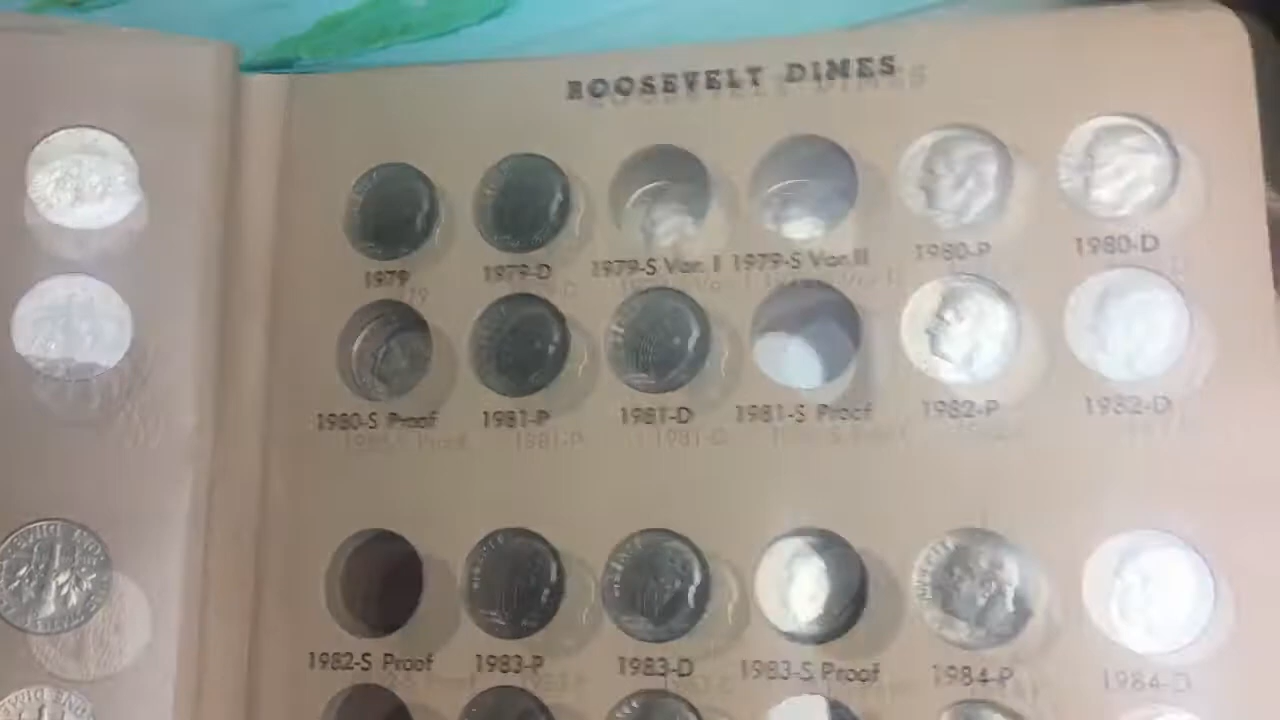 ROOSEVELT DIMES
1979 1979-D 1979-S Var. I 1979-S Var. II 1980-P 1980-D
1980-S Proof 1981-P 1981-D 1981-S Proof 1982-P 1982-D
1982-S Proof 1983-P 1983-D 1983-S Proof 1984-P 1984-D